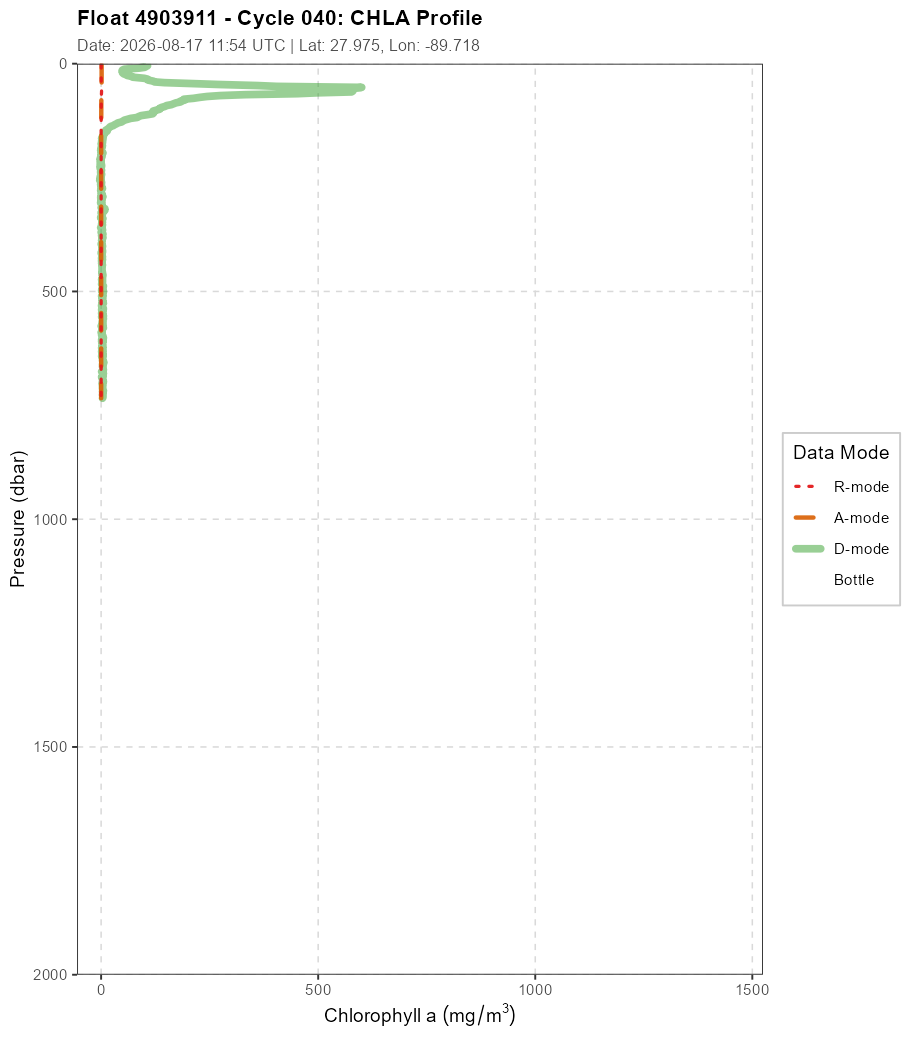 Float 4903911 - Cycle 040: CHLA Profile
Date: 2026-08-17 11:54 UTC | Lat: 27.975, Lon: -89.718
0
500
1000
1500
2000
Pressure (dbar)
0 500 1000 1500
Chlorophyll a (mg/m³)
Data Mode
R-mode
A-mode
D-mode
Bottle